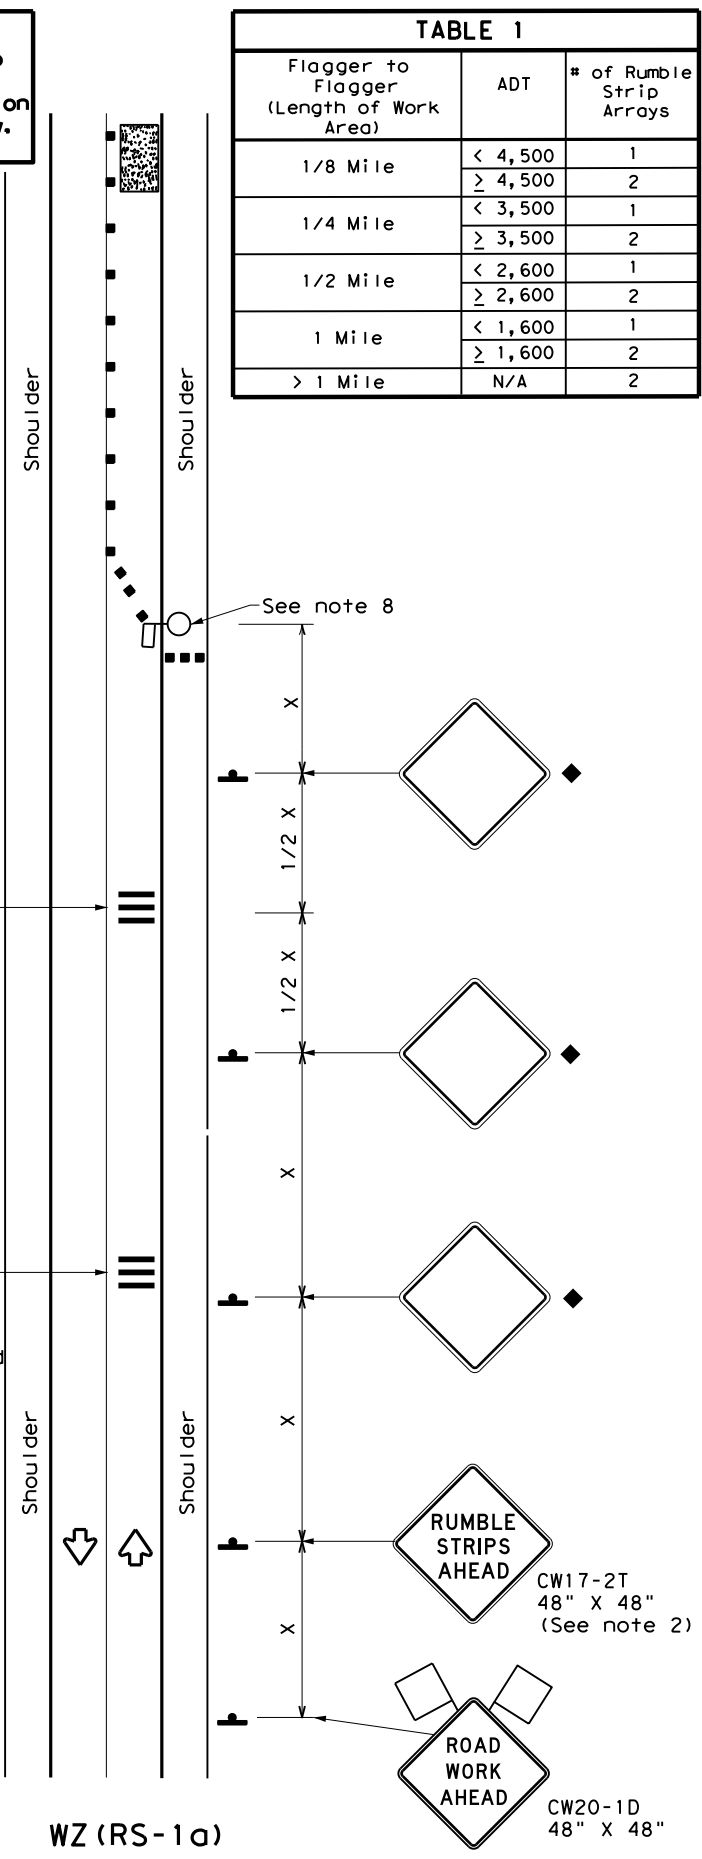 on
TABLE 1
Flagger to
Flagger
(Length of Work
Area)
ADT
# of Rumble
Strip
Arrays
1/8 Mile
< 4,500
1
≥ 4,500
2
1/4 Mile
< 3,500
1
≥ 3,500
2
1/2 Mile
< 2,600
1
≥ 2,600
2
1 Mile
< 1,600
1
≥ 1,600
2
> 1 Mile
N/A
2
Shoulder
Shoulder
See note 8
X
1/2 X
1/2 X
X
X
Shoulder
Shoulder
RUMBLE
STRIPS
AHEAD
CW17-2T
48" X 48"
(See note 2)
X
ROAD
WORK
AHEAD
CW20-1D
48" X 48"
WZ(RS-1a)